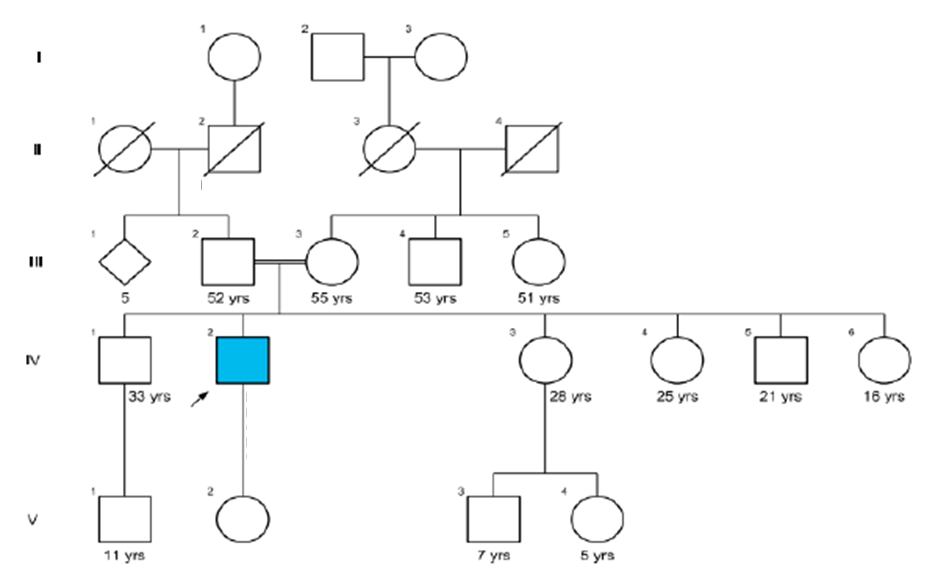 1 2 3
I
1 2 3 4
II
1 2 3 4 5
III
5 52 yrs 55 yrs 53 yrs 51 yrs
1 2 3 4 5 6
IV
33 yrs 28 yrs 25 yrs 21 yrs 16 yrs
1 2 3 4
V
11 yrs 7 yrs 5 yrs